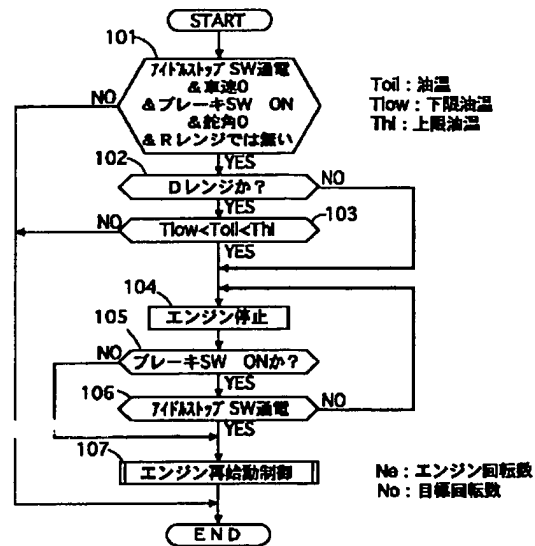 START
101
アイドルストップ SW通電
&車速0
&ブレーキSW ON
&舵角0
&Rレンジでは無い
NO
YES
Toil：油温
Tlow：下限油温
Thi：上限油温
102
Dレンジか？
NO
YES
103
Tlow<Toil<Thi
NO
YES
104
エンジン停止
105
ブレーキSW ONか？
NO
YES
106
アイドルストップ SW通電
NO
YES
107
エンジン再始動制御
Ne：エンジン回転数
No：目標回転数
END